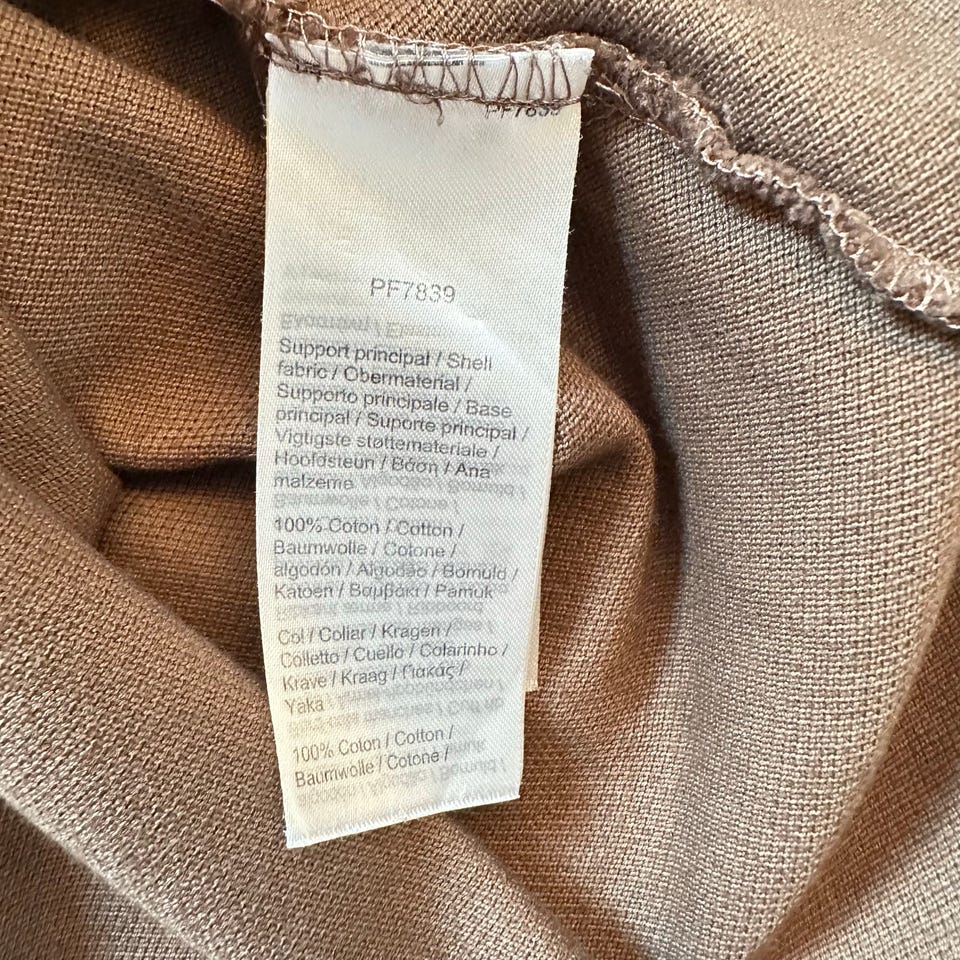 PF7839
PF7839
Support principal / Shell
fabric / Obermaterial /
Supporto principale / Base
principal / Suporte principal /
Vigtigste støttemateriale /
Hoofdsteun / Βάση / Ana
malzeme
100% Coton / Cotton /
Baumwolle / Cotone /
algodón / Algodão / Bomuld /
Katoen / Βαμβάκι / Pamuk
Col / Collar / Kragen /
Colletto / Cuello / Colarinho /
Krave / Kraag / Γιακάς /
Yaka
100% Coton / Cotton /
Baumwolle / Cotone /